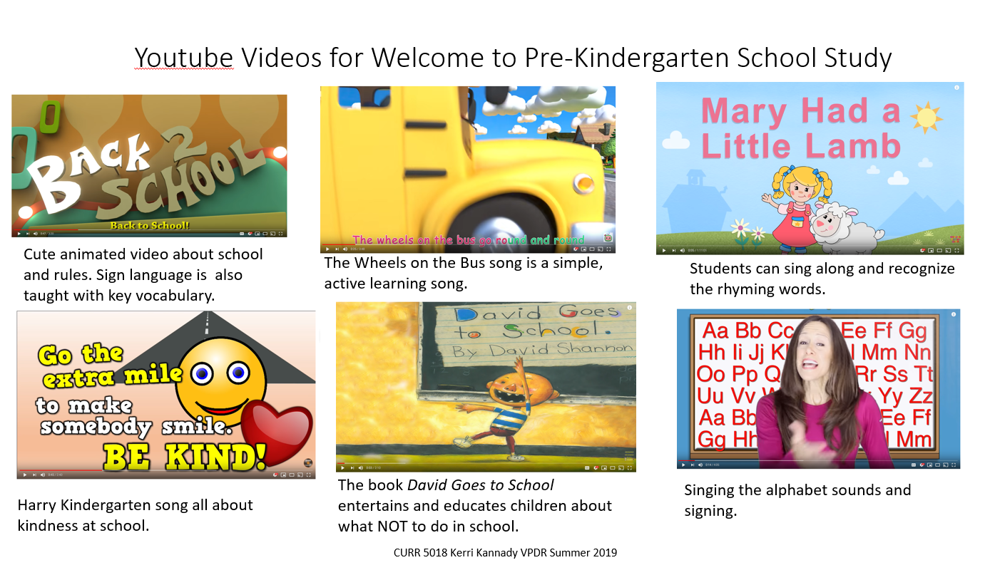 Youtube Videos for Welcome to Pre-Kindergarten School Study
BACK 2
SCHOOL
Back to School!
Cute animated video about school
and rules. Sign language is  also
taught with key vocabulary.
The wheels on the bus go round and round
The Wheels on the Bus song is a simple,
active learning song.
Mary Had a
Little Lamb
Students can sing along and recognize
the rhyming words.
Go the
extra mile
to make
somebody smile.
BE KIND!
Harry Kindergarten song all about
kindness at school.
David Goes
to School.
By David Shannon
The book David Goes to School
entertains and educates children about
what NOT to do in school.
Aa Bb Cc Ee Ff Gg
Hh Ii Jj Mm Nn
Oo Pp Q Rr Ss Tt
Uu Vv Yy Zz
Aa Bb Ee Ff
Gg Hh Mm
Singing the alphabet sounds and
signing.
CURR 5018 Kerri Kannady VPDR Summer 2019